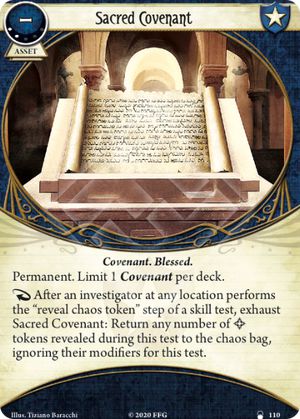 Sacred Covenant
–
ASSET
Covenant. Blessed.
Permanent. Limit 1 Covenant per deck.
After an investigator at any location performs
the “reveal chaos token” step of a skill test, exhaust
Sacred Covenant: Return any number of
tokens revealed during this test to the chaos bag,
ignoring their modifiers for this test.
Illus. Tiziano Baracchi
© 2020 FFG
110